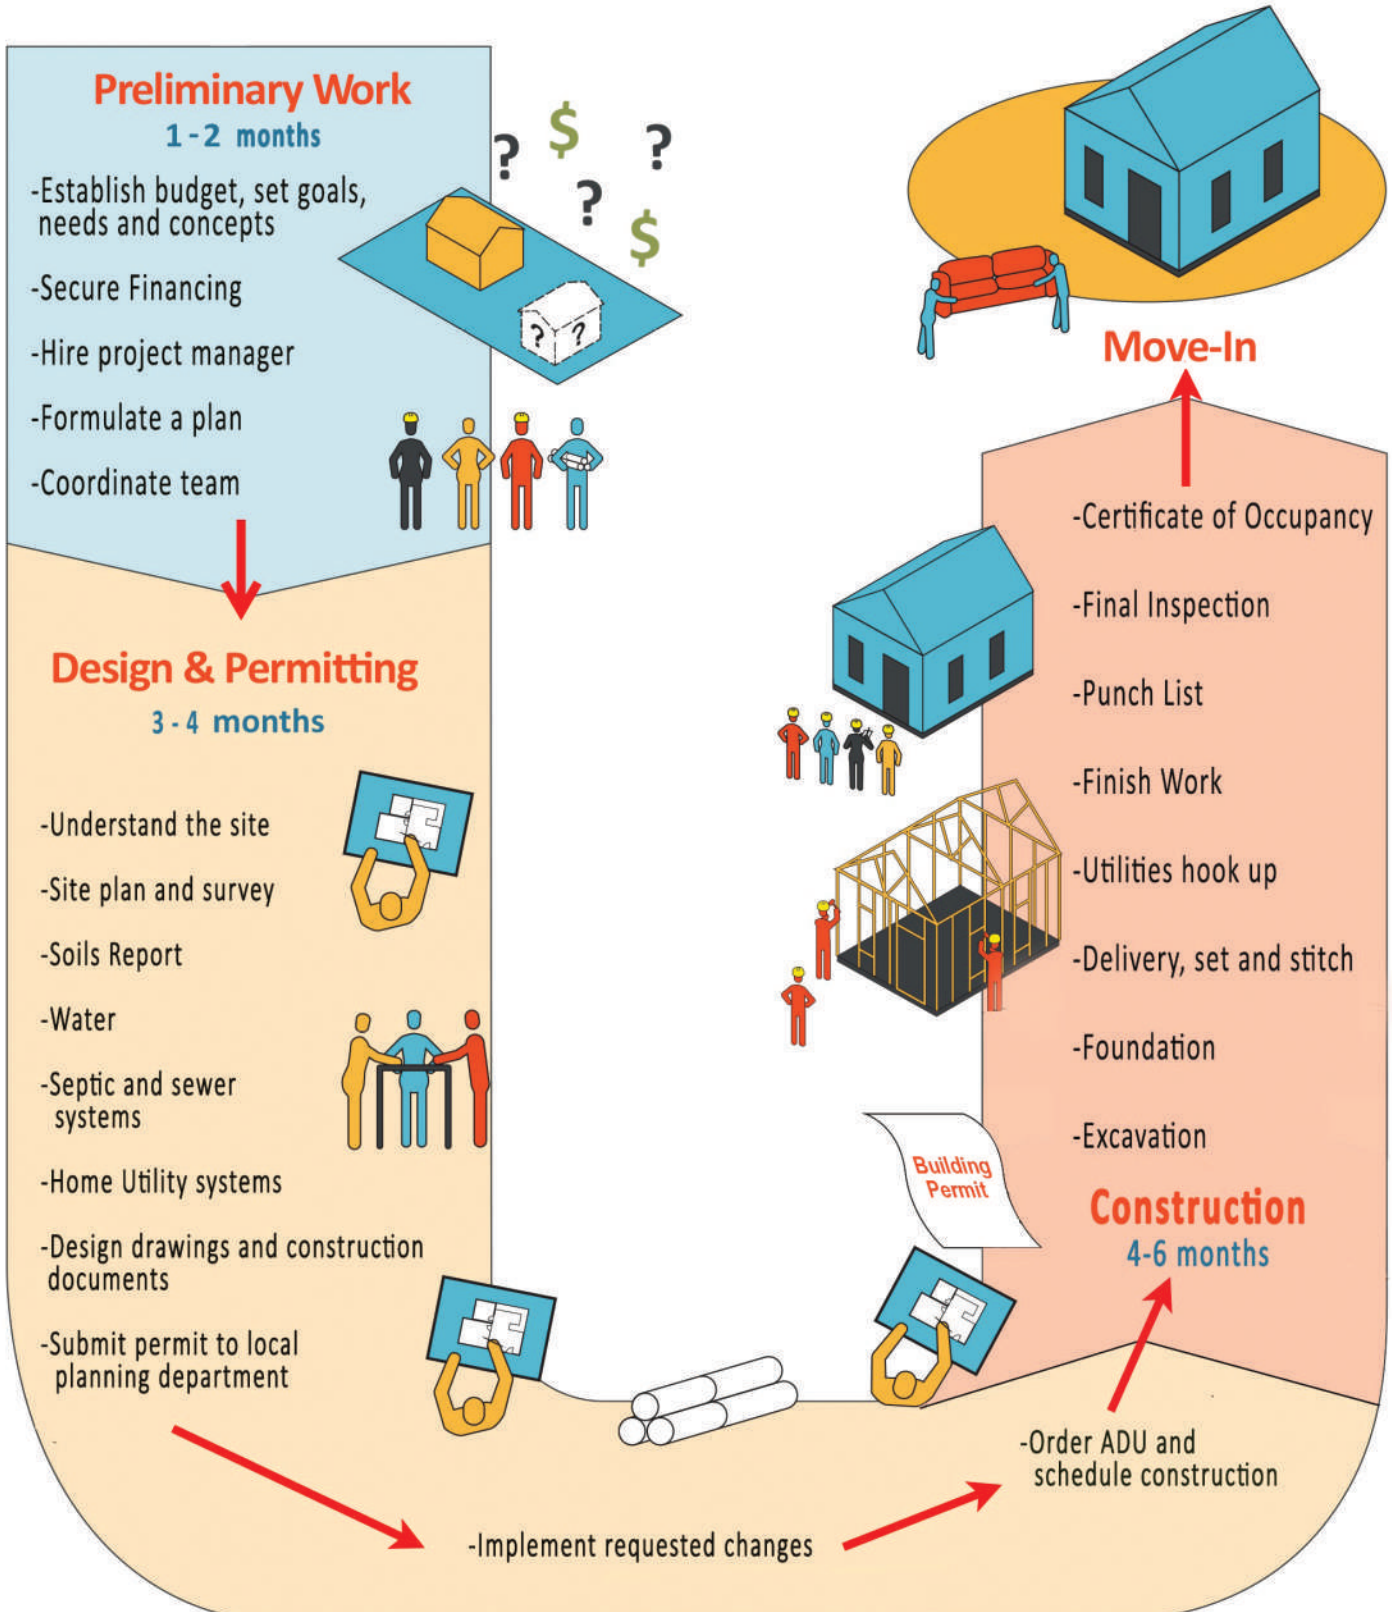 Preliminary Work
1 - 2 months
-Establish budget, set goals,
needs and concepts
-Secure Financing
-Hire project manager
-Formulate a plan
-Coordinate team
? $ ?
?
$
? ?
Design & Permitting
3 - 4 months
-Understand the site
-Site plan and survey
-Soils Report
-Water
-Septic and sewer
systems
-Home Utility systems
-Design drawings and construction
documents
-Submit permit to local
planning department
-Implement requested changes
-Order ADU and
schedule construction
Building
Permit
Construction
4-6 months
-Excavation
-Foundation
-Delivery, set and stitch
-Utilities hook up
-Finish Work
-Punch List
-Final Inspection
-Certificate of Occupancy
Move-In